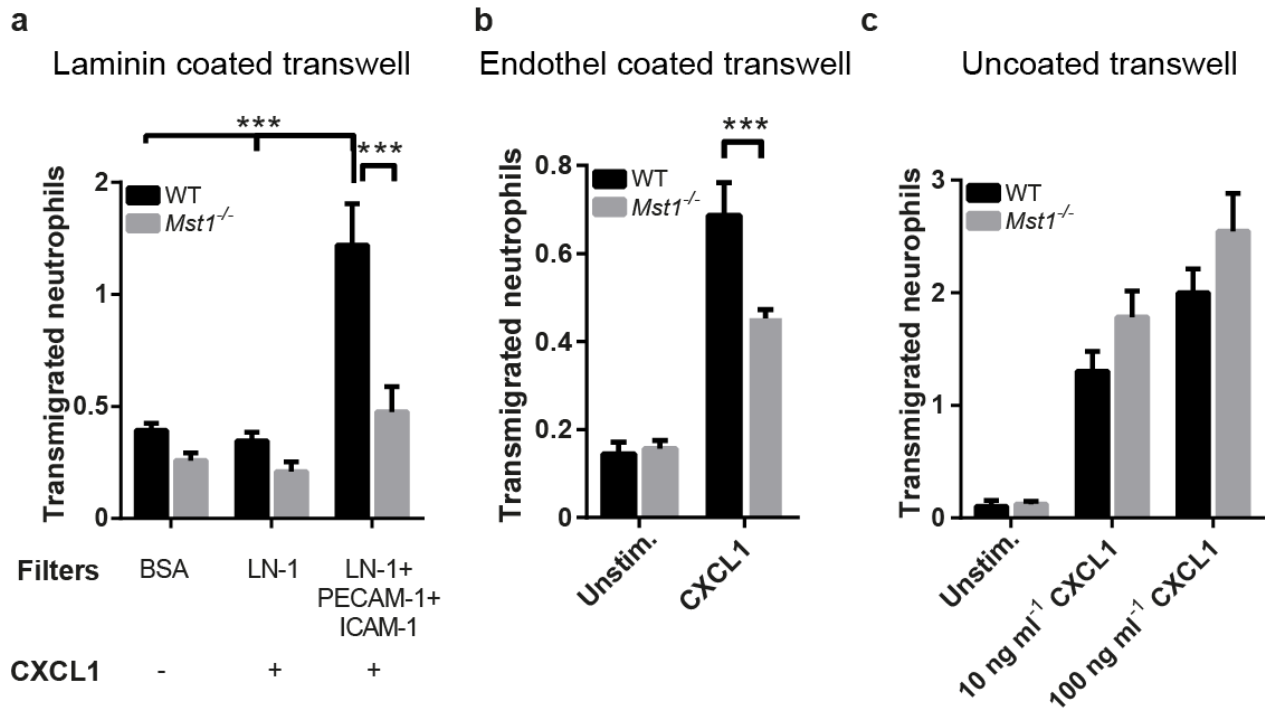 a
Laminin coated transwell
***
***
WT
Mst1-/-
Transmigrated neutrophils
2
1
0.5
0
Filters
BSA
LN-1
LN-1+
PECAM-1+
ICAM-1
CXCL1
-
+
+
b
Endothel coated transwell
***
WT
Mst1-/-
Transmigrated neutrophils
0.8
0.6
0.4
0.2
0
Unstim.
CXCL1
c
Uncoated transwell
WT
Mst1-/-
Transmigrated neurophils
3
2
1
0
Unstim.
10 ng ml-1 CXCL1
100 ng ml-1 CXCL1